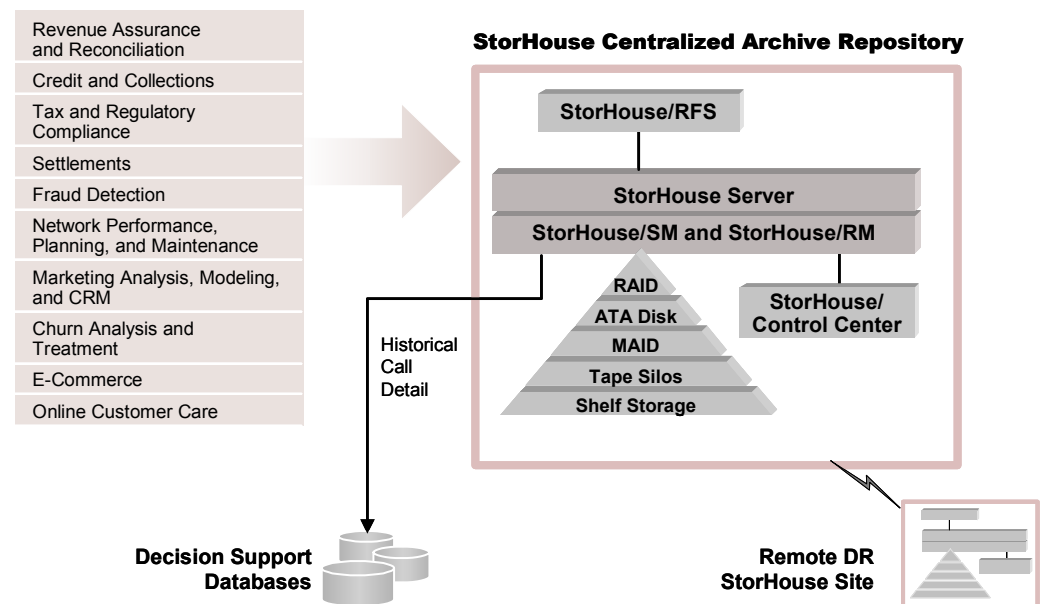 Revenue Assurance
and Reconciliation
Credit and Collections
Tax and Regulatory
Compliance
Settlements
Fraud Detection
Network Performance,
Planning, and Maintenance
Marketing Analysis, Modeling,
and CRM
Churn Analysis and
Treatment
E-Commerce
Online Customer Care
StorHouse Centralized Archive Repository
StorHouse/RFS
StorHouse Server
StorHouse/SM and StorHouse/RM
RAID
ATA Disk
MAID
Tape Silos
Shelf Storage
StorHouse/
Control Center
Historical
Call
Detail
Decision Support
Databases
Remote DR
StorHouse Site